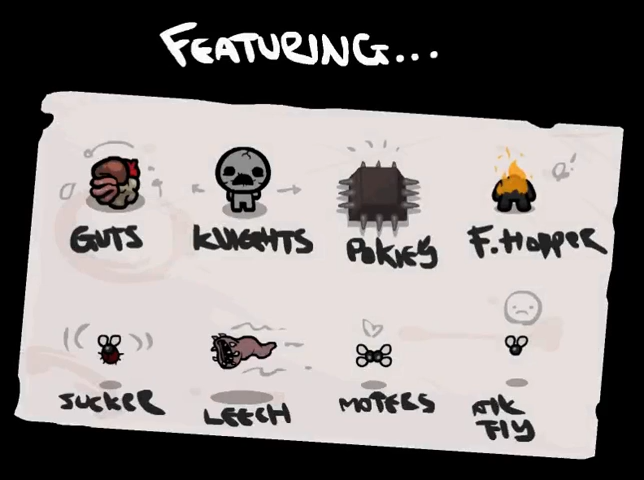 FEATURING...
GUTS KNIGHTS POKIES F.HOPPER
SUCKER LEECH MOTERS ATK
FLY